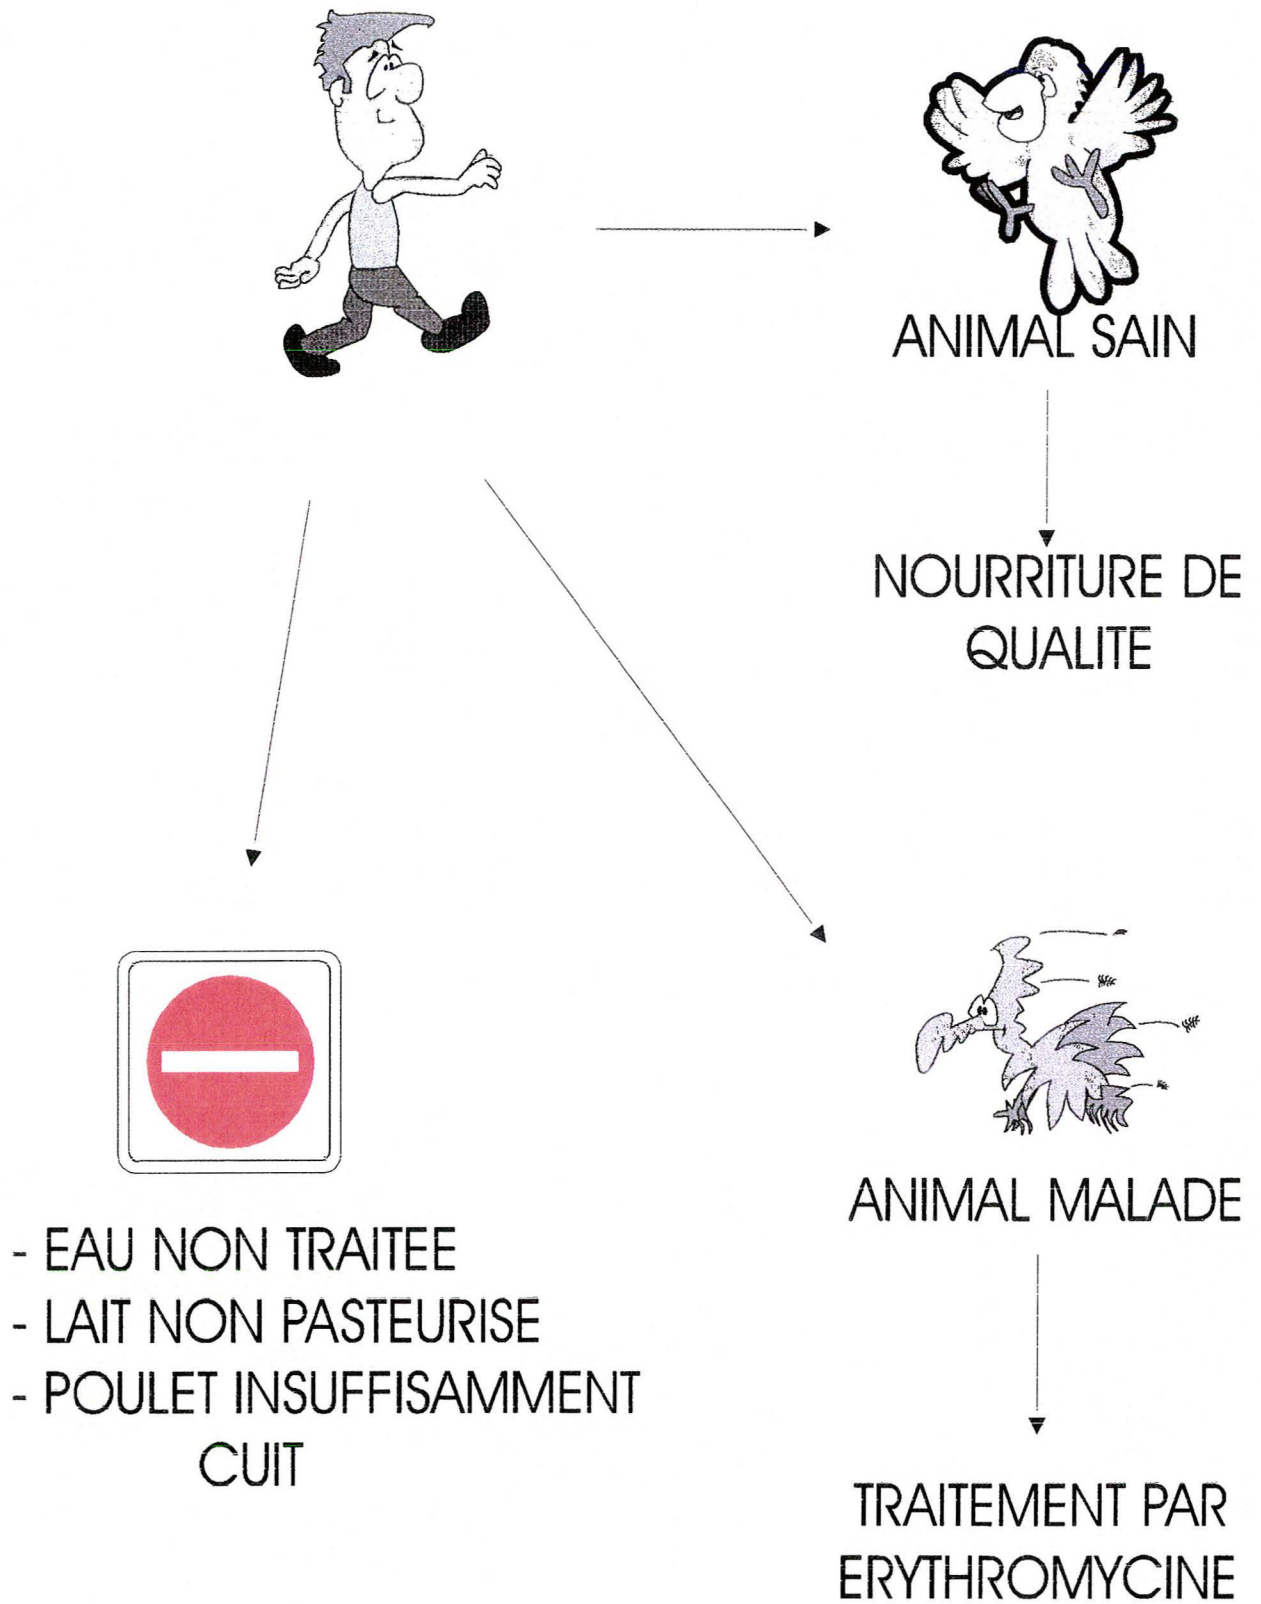 ANIMAL SAIN
NOURRITURE DE
QUALITE
ANIMAL MALADE
TRAITEMENT PAR
ERYTHROMYCINE
- EAU NON TRAITEE
- LAIT NON PASTEURISE
- POULET INSUFFISAMMENT
CUIT